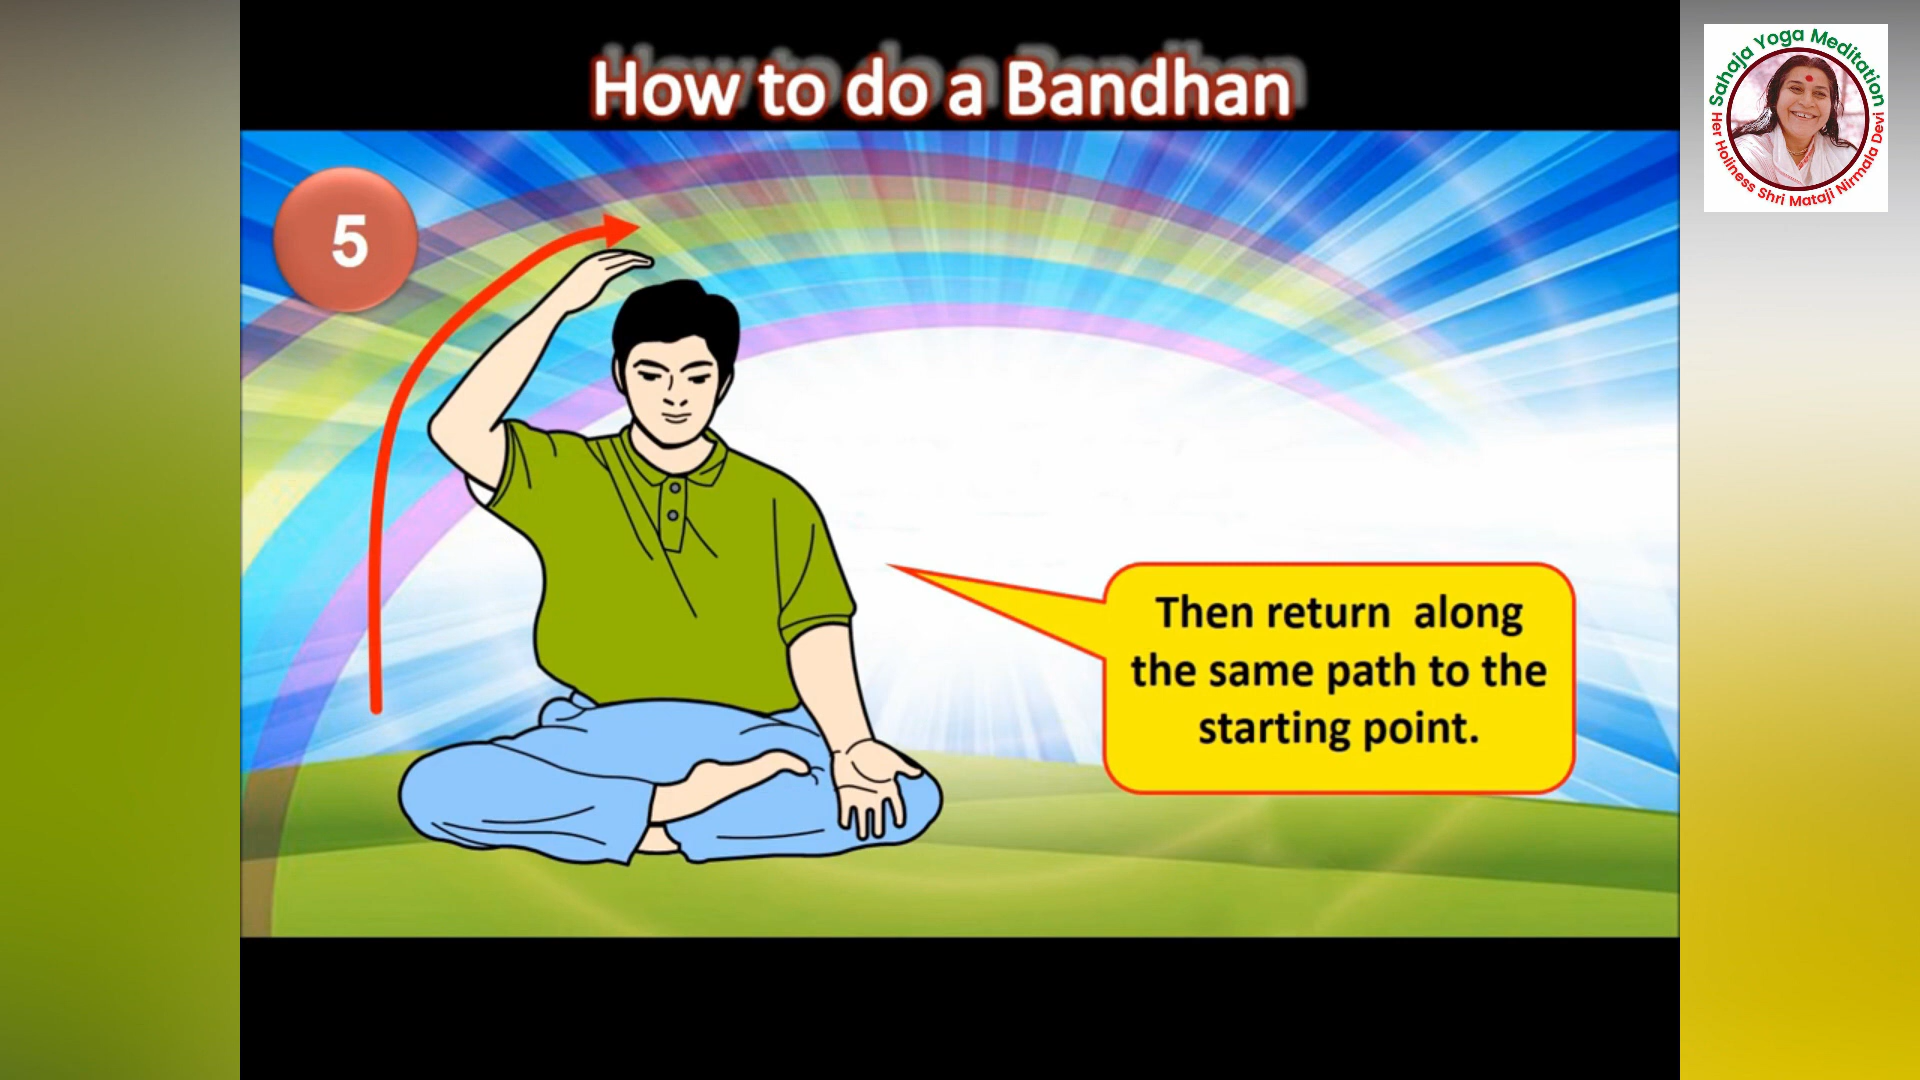 How to do a Bandhan
Sahaja Yoga Meditation
Her Holiness Shri Mataji Nirmala Devi
5
Then return along
the same path to the
starting point.